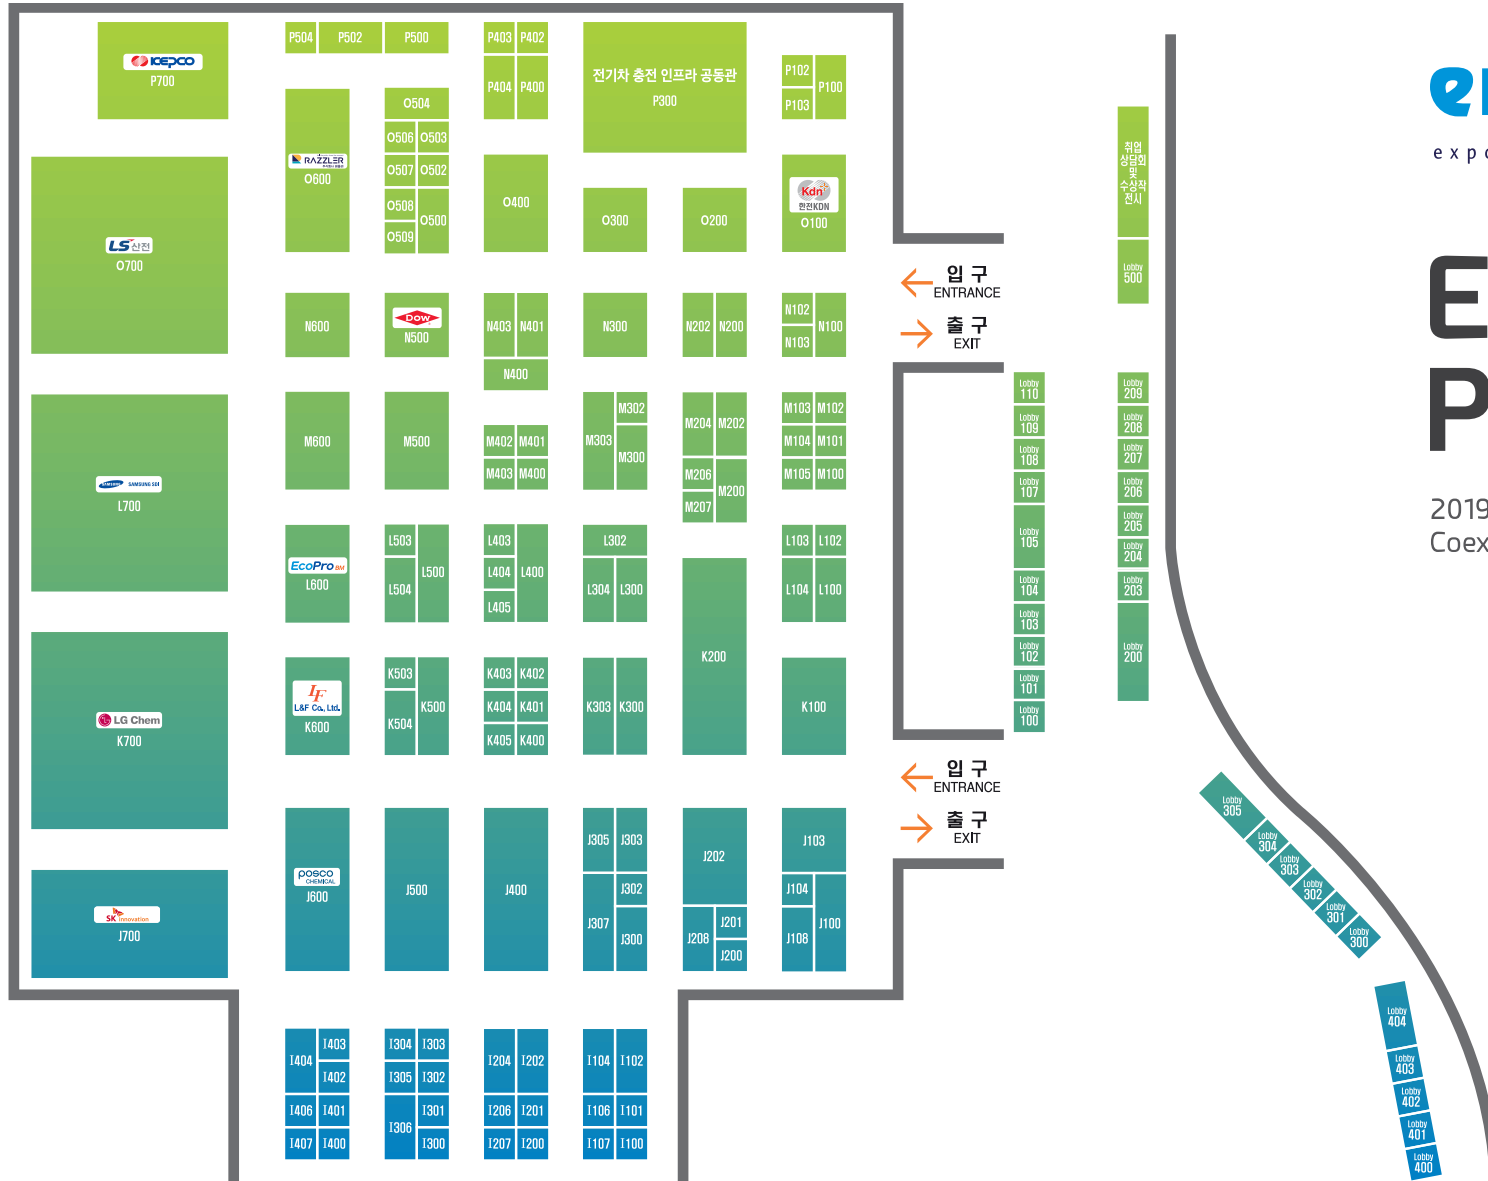 KEPCO
P700
P504
P502
P500
P403
P402
P404
P400
전기차 충전 인프라 공동관
P300
P102
P103
P100
RAZZLER
O600
O504
O506
O503
O507
O502
O508
O509
O500
O400
O300
O200
Kdn
한전KDN
O100
LS산전
O700
입구
ENTRANCE
출구
EXIT
N600
Dow
N500
N403
N401
N400
N300
N202
N200
N102
N103
N100
M600
M500
M402
M401
M403
M400
M303
M302
M300
M204
M202
M206
M207
M200
M103
M102
M104
M101
M105
M100
SAMSUNG
SAMSUNG SDI
L700
EcoPro BM
L600
L503
L504
L500
L403
L404
L405
L400
L302
L304
L300
L103
L102
L104
L100
K200
LG Chem
K700
IF
L&F Co., Ltd.
K600
K503
K504
K500
K403
K402
K404
K401
K405
K400
K303
K300
K100
입구
ENTRANCE
출구
EXIT
SK innovation
J700
posco
CHEMICAL
J600
J500
J400
J305
J303
J302
J307
J300
J202
J208
J201
J200
J103
J104
J108
J100
I404
I403
I402
I406
I401
I407
I400
I304
I303
I305
I302
I306
I301
I300
I204
I202
I206
I201
I207
I200
I104
I102
I106
I101
I107
I100
취업
상담회
및
수상작
전시
Lobby
500
Lobby
110
Lobby
109
Lobby
108
Lobby
107
Lobby
105
Lobby
104
Lobby
103
Lobby
102
Lobby
101
Lobby
100
Lobby
209
Lobby
208
Lobby
207
Lobby
206
Lobby
205
Lobby
204
Lobby
203
Lobby
200
Lobby
305
Lobby
304
Lobby
303
Lobby
302
Lobby
301
Lobby
300
Lobby
404
Lobby
403
Lobby
402
Lobby
401
Lobby
400
e
expo
E
P
2019
Coex